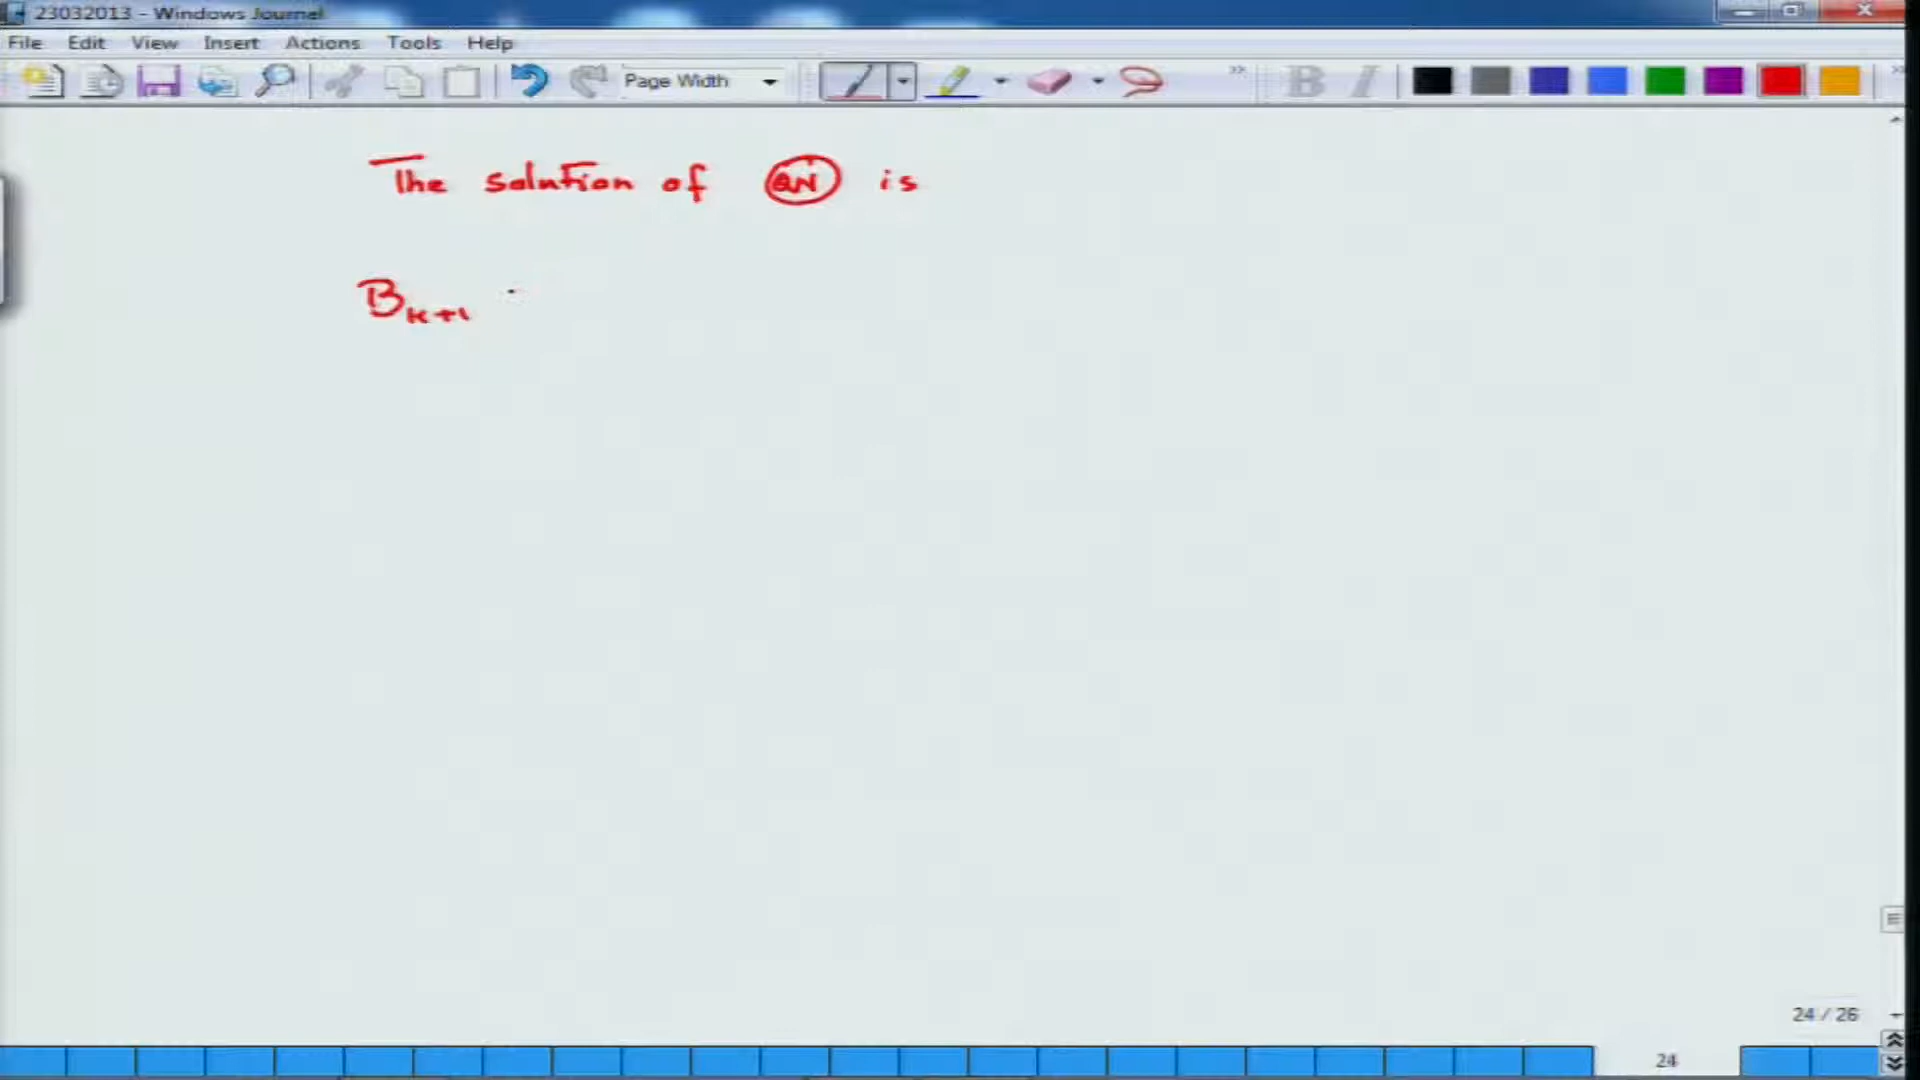 23032013 - Windows Journal
File Edit View Insert Actions Tools Help
Page Width
B I
The solution of QN is
B_{k+1}
24 / 26
24